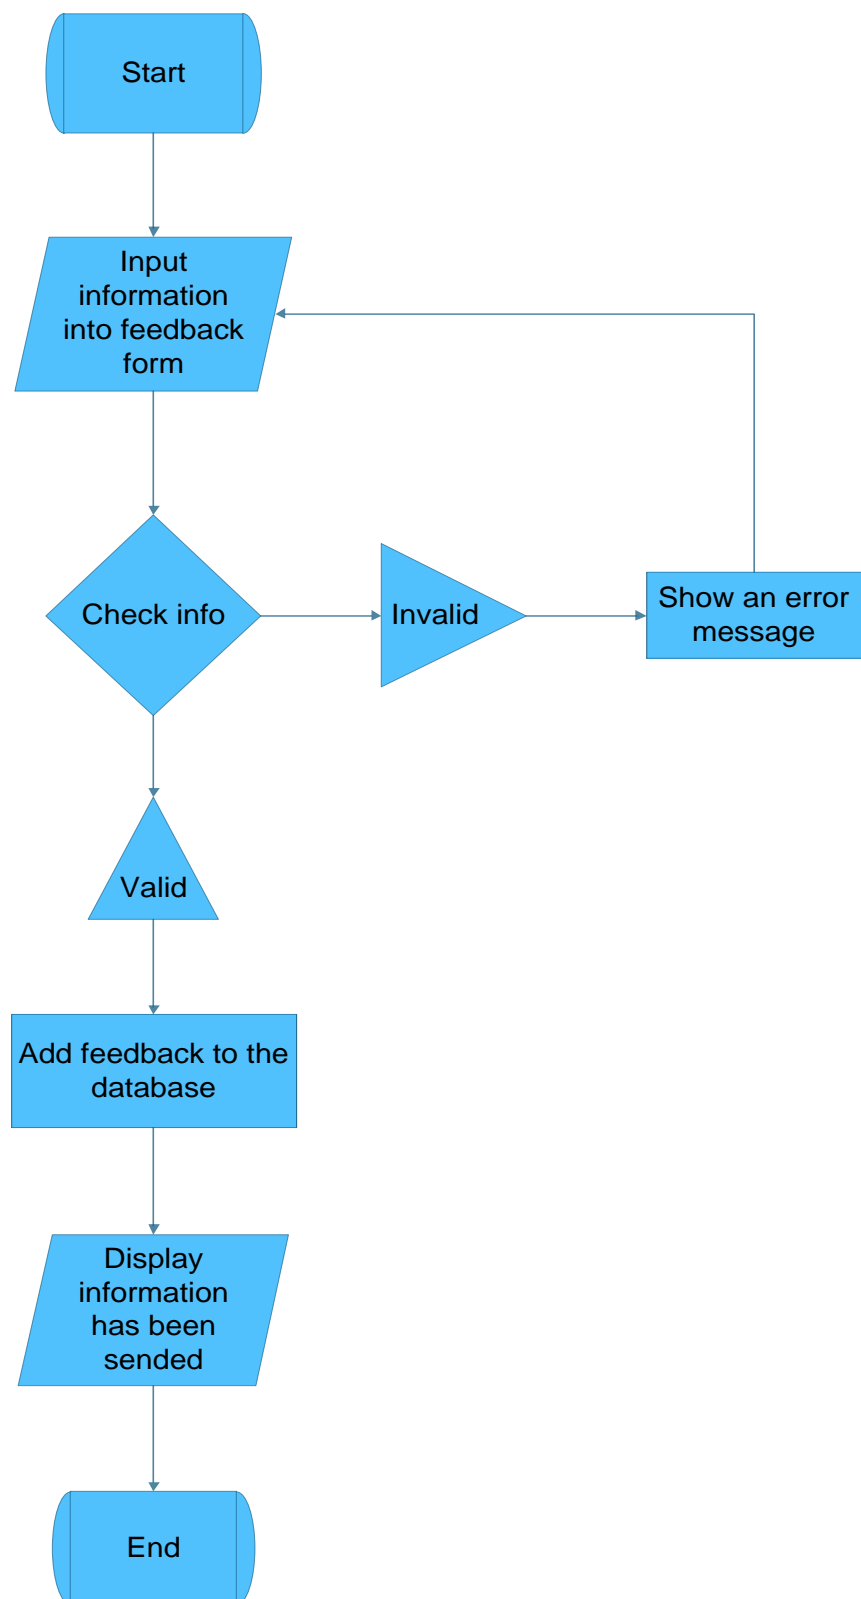 Start
Input
information
into feedback
form
Check info
Invalid
Show an error
message
Valid
Add feedback to the
database
Display
information
has been
sended
End